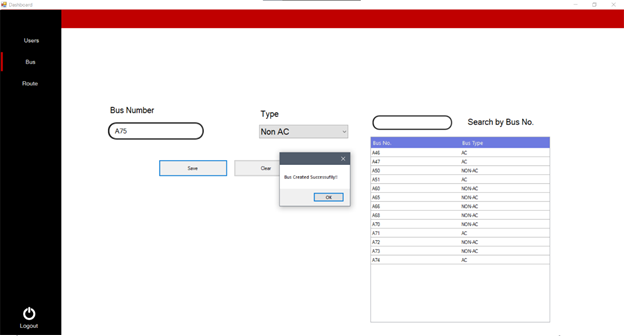 Dashboard
Users
Bus
Route
Logout
Bus Number
A75
Type
Non AC
Save
Clear
Bus Created Successfully!!
OK
Search by Bus No.
Bus No. Bus Type
A46 AC
A47 AC
A50 NON-AC
A51 AC
A60 NON-AC
A65 NON-AC
A66 NON-AC
A68 NON-AC
A70 NON-AC
A71 AC
A72 NON-AC
A73 NON-AC
A74 AC